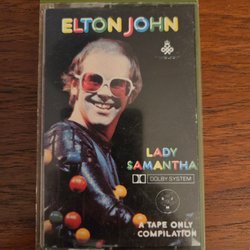 ELTON JOHN
LADY
SAMANTHA
DOLBY SYSTEM
A TAPE ONLY
COMPILATION